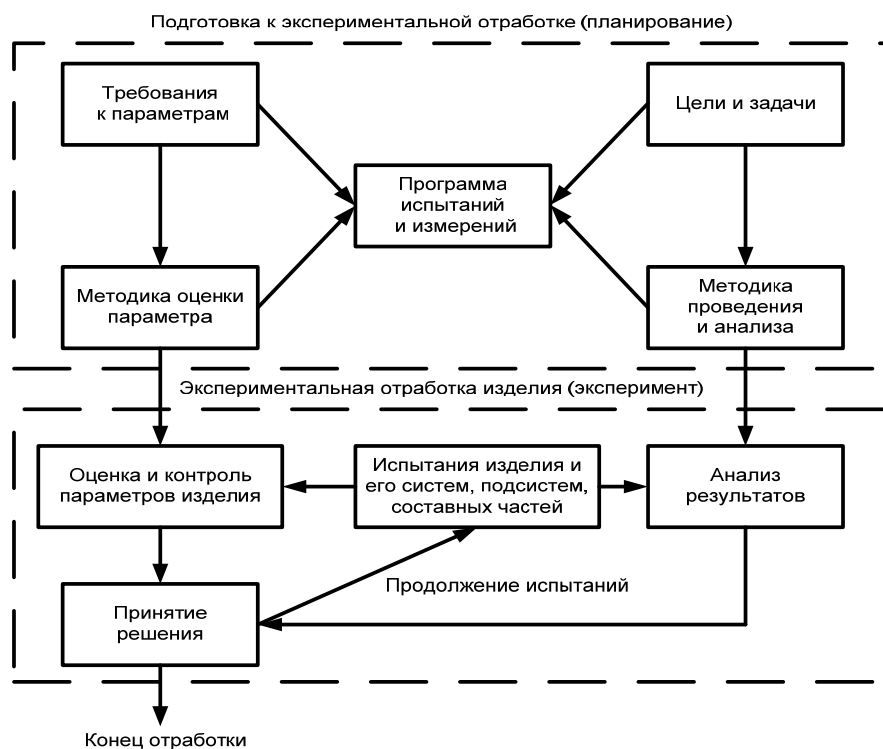 Подготовка к экспериментальной отработке (планирование)
Требования
к параметрам
Цели и задачи
Программа
испытаний
и измерений
Методика оценки
параметра
Методика
проведения
и анализа
Экспериментальная отработка изделия (эксперимент)
Оценка и контроль
параметров изделия
Испытания изделия и
его систем, подсистем,
составных частей
Анализ
результатов
Продолжение испытаний
Принятие
решения
Конец отработки